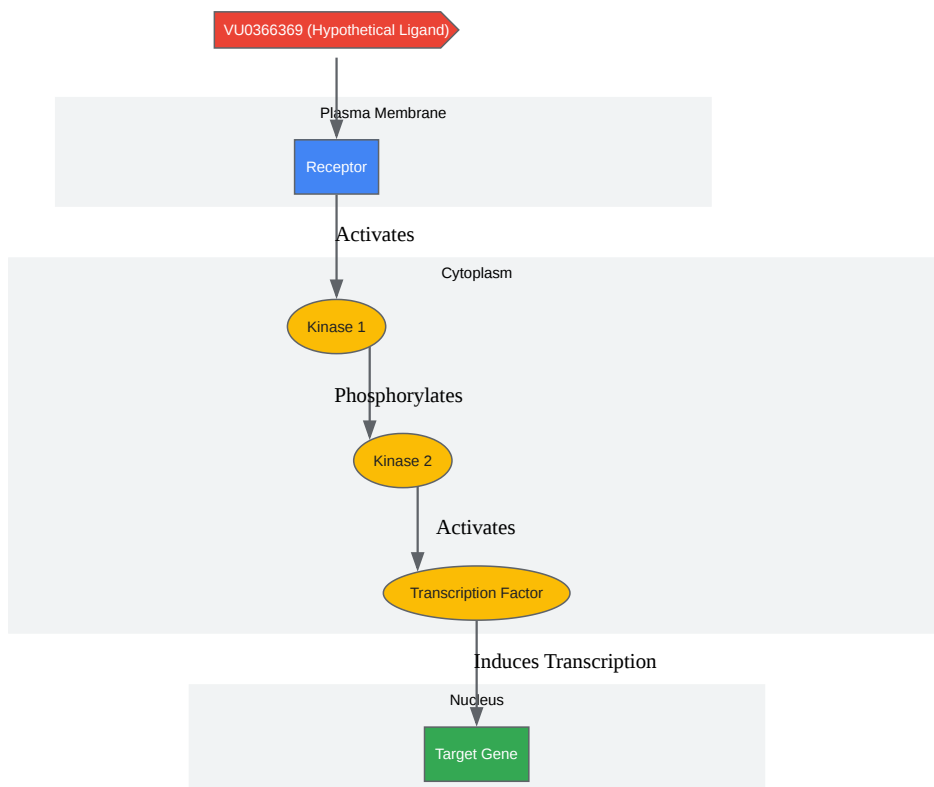 VU0366369 (Hypothetical Ligand)
Plasma Membrane
Receptor
Activates
Cytoplasm
Kinase 1
Phosphorylates
Kinase 2
Activates
Transcription Factor
Induces Transcription
Nucleus
Target Gene